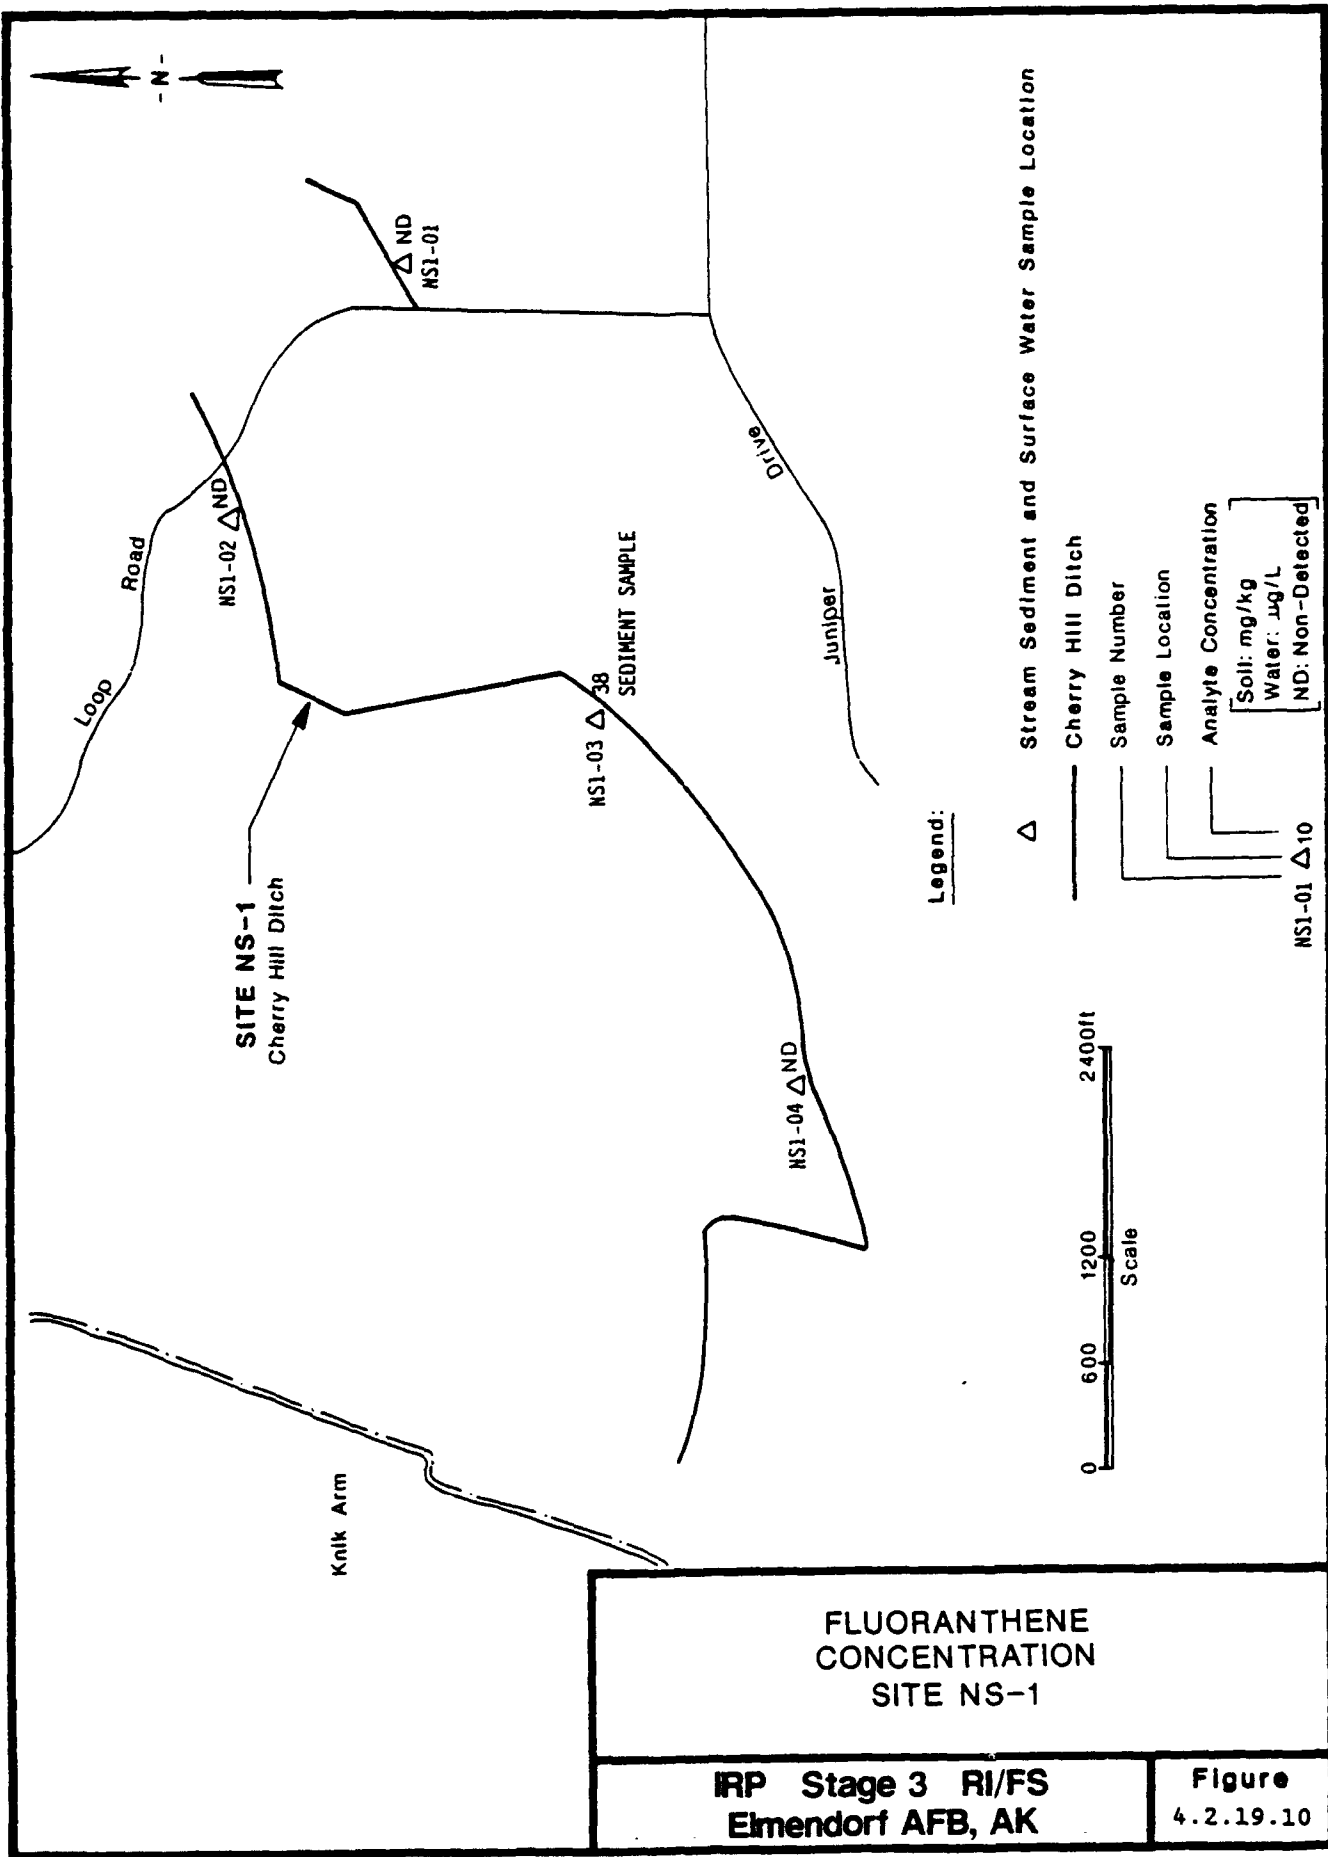 - N -
Loop Road
NS1-02 ND
ND
NS1-01
SITE NS-1
Cherry Hill Ditch
NS1-03 38
SEDIMENT SAMPLE
Juniper Drive
NS1-04 ND
Knik Arm
Legend:
Stream Sediment and Surface Water Sample Location
Cherry Hill Ditch
Sample Number
Sample Location
Analyte Concentration
Soil: mg/kg
Water: µg/L
ND: Non-Detected
NS1-01 10
0 600 1200 2400ft
Scale
FLUORANTHENE
CONCENTRATION
SITE NS-1
IRP Stage 3 RI/FS
Elmendorf AFB, AK
Figure
4.2.19.10